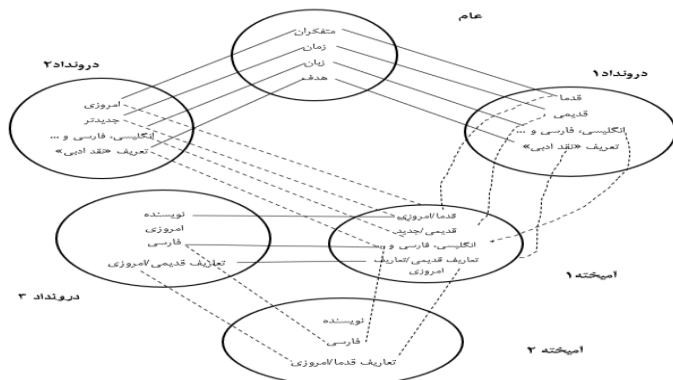 عام
متفکران
زمان
زبان
هدف
درونداد۱
قدما
قدیمی
انگلیسی، فارسی و ...
تعریف «نقد ادبی»
درونداد۲
امروزی
جدیدتر
انگلیسی، فارسی و ...
تعریف «نقد ادبی»
قدما/امروزی
قدیمی/جدید
انگلیسی، فارسی و ...
تعاریف قدیمی/تعاریف
امروزی
آمیخته۱
نویسنده
امروزی
فارسی
تعاریف قدیمی/امروزی
درونداد ۳
نویسنده
فارسی
تعاریف قدما/امروزی
آمیخته ۲